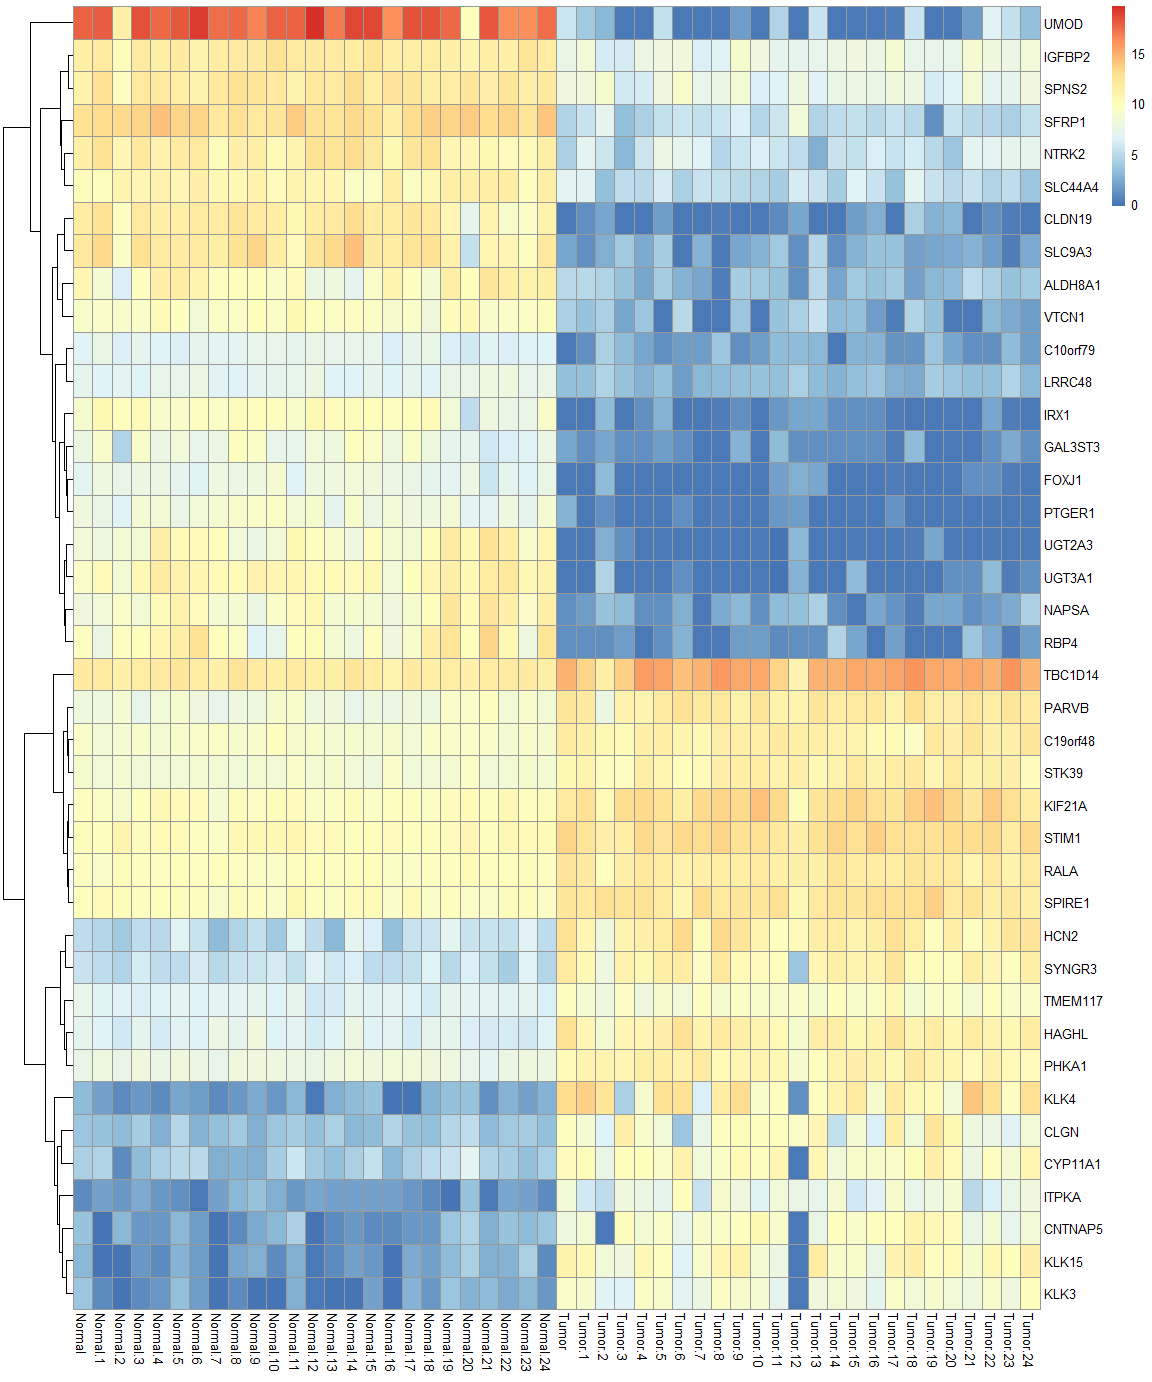 UMOD
IGFBP2
SPNS2
SFRP1
NTRK2
SLC44A4
CLDN19
SLC9A3
ALDH8A1
VTCN1
C10orf79
LRRC48
IRX1
GAL3ST3
FOXJ1
PTGER1
UGT2A3
UGT3A1
NAPSA
RBP4
TBC1D14
PARVB
C19orf48
STK39
KIF21A
STIM1
RALA
SPIRE1
HCN2
SYNGR3
TMEM117
HAGHL
PHKA1
KLK4
CLGN
CYP11A1
ITPKA
CNTNAP5
KLK15
KLK3
15
10
5
0
Normal
Normal.1
Normal.2
Normal.3
Normal.4
Normal.5
Normal.6
Normal.7
Normal.8
Normal.9
Normal.10
Normal.11
Normal.12
Normal.13
Normal.14
Normal.15
Normal.16
Normal.17
Normal.18
Normal.19
Normal.20
Normal.21
Normal.22
Normal.23
Normal.24
Tumor
Tumor.1
Tumor.2
Tumor.3
Tumor.4
Tumor.5
Tumor.6
Tumor.7
Tumor.8
Tumor.9
Tumor.10
Tumor.11
Tumor.12
Tumor.13
Tumor.14
Tumor.15
Tumor.16
Tumor.17
Tumor.18
Tumor.19
Tumor.20
Tumor.21
Tumor.22
Tumor.23
Tumor.24